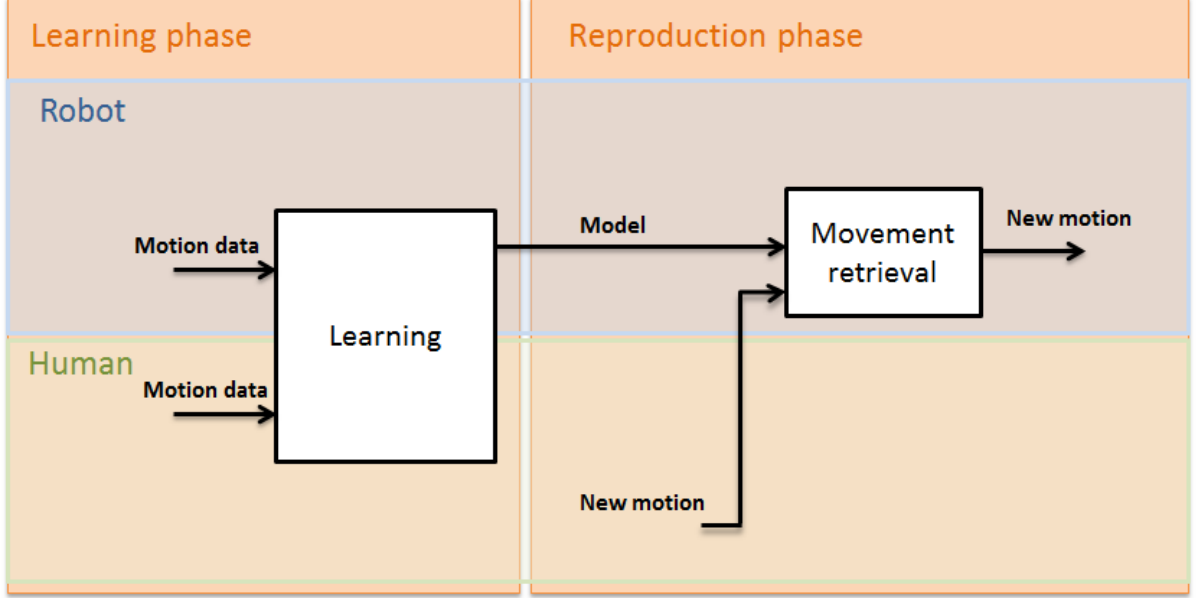 Learning phase
Reproduction phase
Robot
Motion data
Learning
Model
Movement
retrieval
New motion
Human
Motion data
New motion